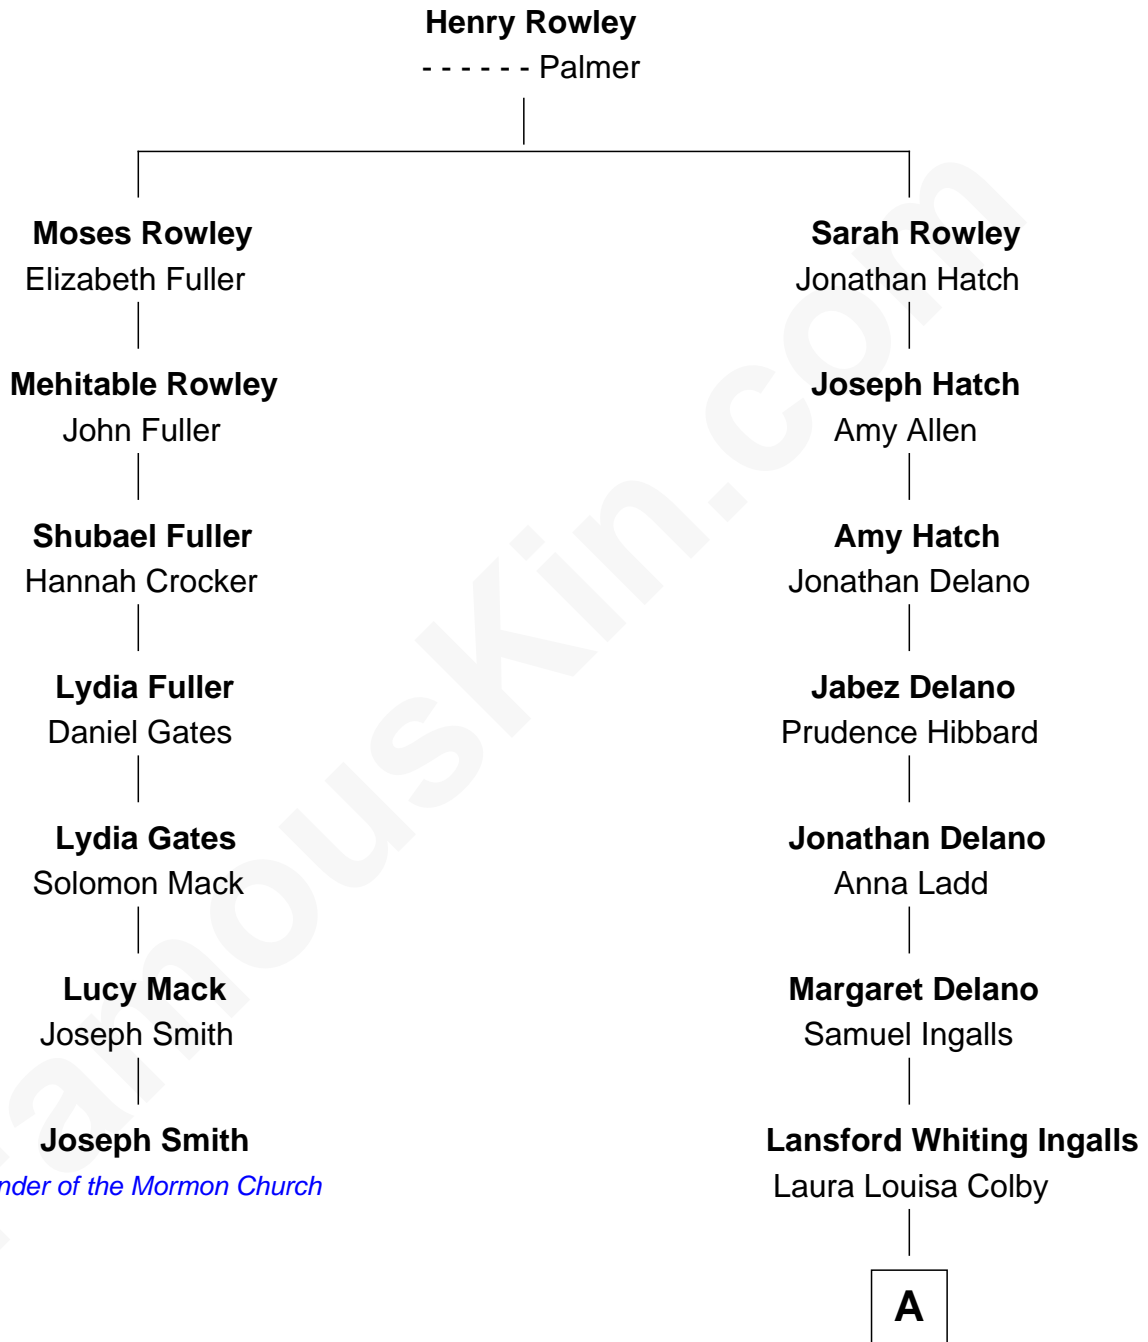 Henry Rowley
- - - - - - Palmer
Moses Rowley
Elizabeth Fuller
Sarah Rowley
Jonathan Hatch
Mehitable Rowley
John Fuller
Joseph Hatch
Amy Allen
Shubael Fuller
Hannah Crocker
Amy Hatch
Jonathan Delano
Lydia Fuller
Daniel Gates
Jabez Delano
Prudence Hibbard
Lydia Gates
Solomon Mack
Jonathan Delano
Anna Ladd
Lucy Mack
Joseph Smith
Margaret Delano
Samuel Ingalls
Joseph Smith
nder of the Mormon Church
Lansford Whiting Ingalls
Laura Louisa Colby
A
FamousKin.com